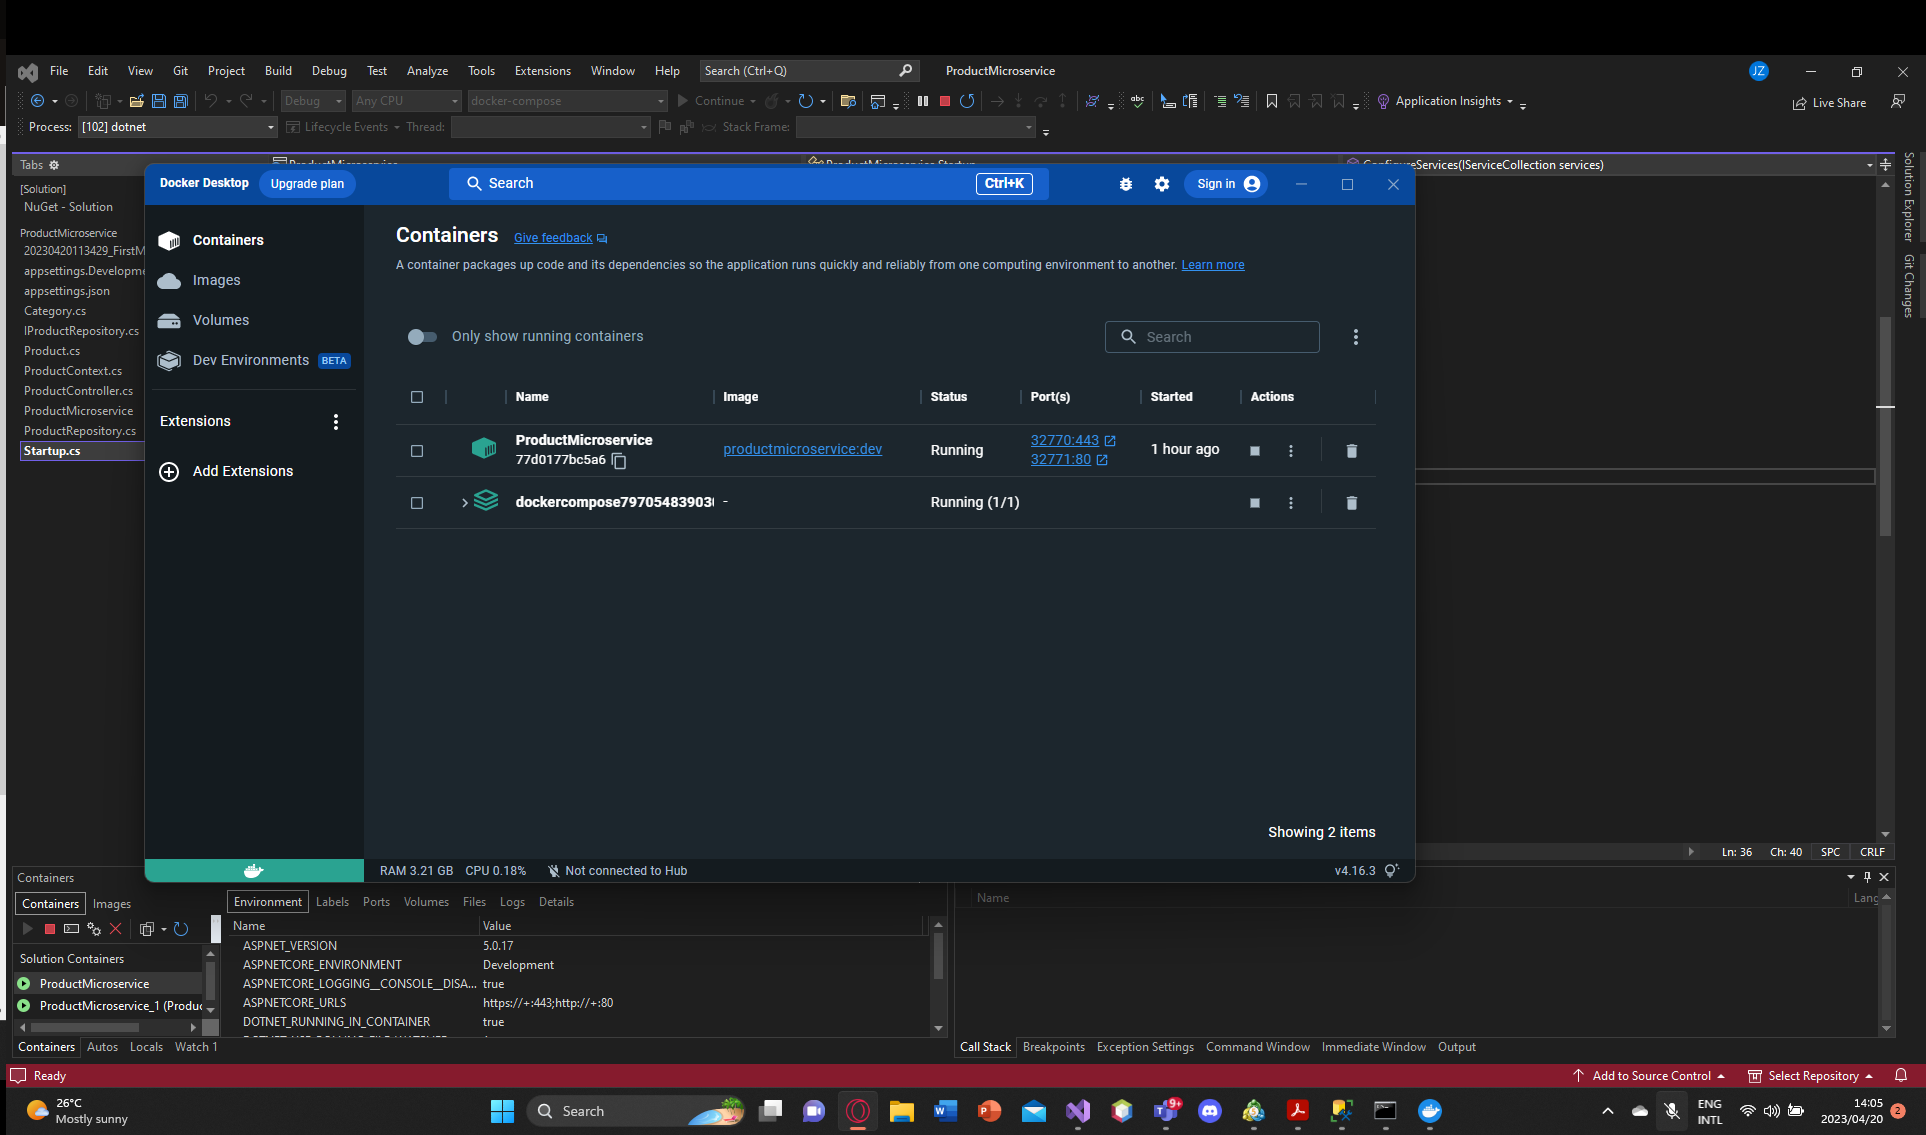 File Edit View Git Project Build Debug Test Analyze Tools Extensions Window Help Search (Ctrl+Q) ProductMicroservice JZ
Debug Any CPU docker-compose Continue Application Insights Live Share
Process: [102] dotnet Lifecycle Events Thread: Stack Frame:
Tabs
ConfigureServices(IServiceCollection services)
Solution Explorer
Git Changes
[Solution]
NuGet - Solution
ProductMicroservice
20230420113429_FirstM
appsettings.Developme
appsettings.json
Category.cs
IProductRepository.cs
Product.cs
ProductContext.cs
ProductController.cs
ProductMicroservice
ProductRepository.cs
Startup.cs
Docker Desktop Upgrade plan Search Ctrl+K Sign in
Containers
Images
Volumes
Dev Environments BETA
Extensions
Add Extensions
Containers Give feedback
A container packages up code and its dependencies so the application runs quickly and reliably from one computing environment to another. Learn more
Only show running containers Search
Name Image Status Port(s) Started Actions
ProductMicroservice productmicroservice:dev Running 32770:443 1 hour ago
77d0177bc5a6 32771:80
dockercompose797054839030 - Running (1/1)
Showing 2 items
RAM 3.21 GB CPU 0.18% Not connected to Hub v4.16.3
Ln: 36 Ch: 40 SPC CRLF
Containers
Containers Images
Solution Containers
ProductMicroservice
ProductMicroservice_1 (Produc
Environment Labels Ports Volumes Files Logs Details
Name Value
ASPNET_VERSION 5.0.17
ASPNETCORE_ENVIRONMENT Development
ASPNETCORE_LOGGING__CONSOLE__DISA... true
ASPNETCORE_URLS https://+:443;http://+:80
DOTNET_RUNNING_IN_CONTAINER true
Name Lang
Containers Autos Locals Watch 1
Call Stack Breakpoints Exception Settings Command Window Immediate Window Output
Ready Add to Source Control Select Repository
26°C
Mostly sunny
Search
9+
ENG
INTL
14:05
2023/04/20
2